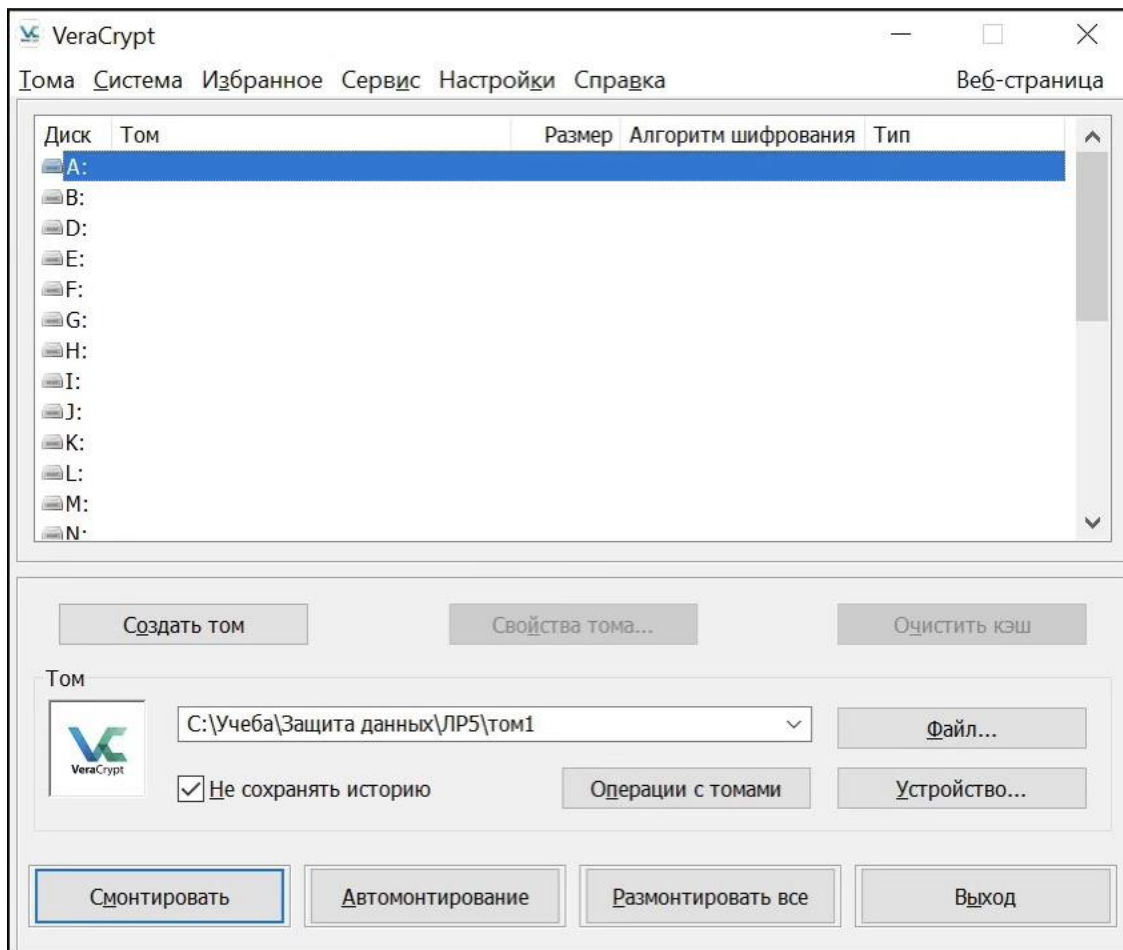 VeraCrypt
Тома Система Избранное Сервис Настройки Справка Веб-страница
Диск Том Размер Алгоритм шифрования Тип
A:
B:
D:
E:
F:
G:
H:
I:
J:
K:
L:
M:
N:
Создать том Свойства тома... Очистить кэш
Том
C:\Учеба\Защита данных\ЛР5\том1 Файл...
VeraCrypt
Не сохранять историю Операции с томами Устройство...
Смонтировать Автомонтирование Размонтировать все Выход